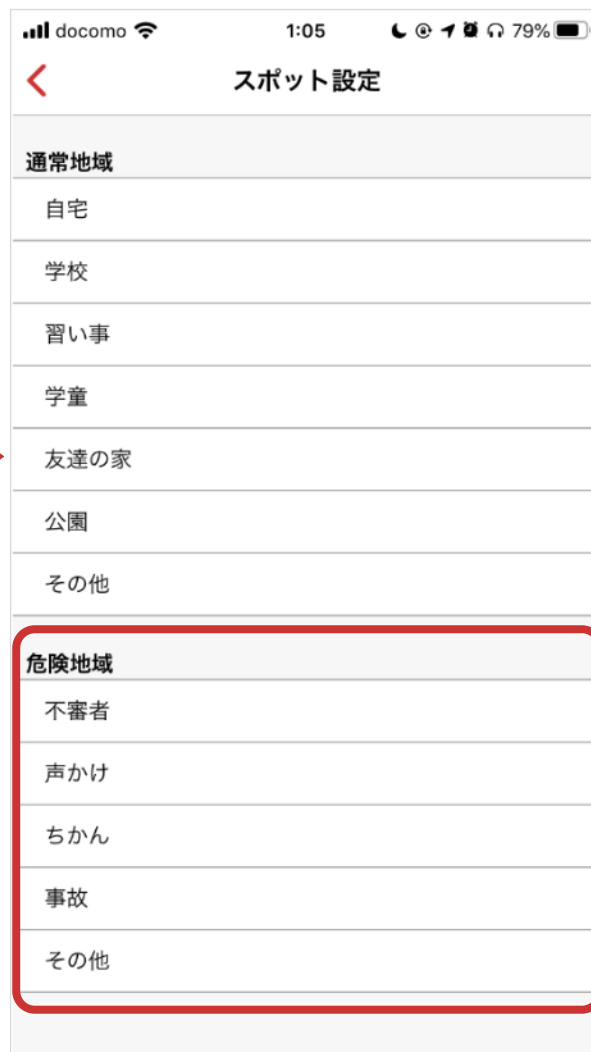 docomo 1:05 79%
スポット設定
通常地域
自宅
学校
習い事
学童
友達の家
公園
その他
危険地域
不審者
声かけ
ちかん
事故
その他